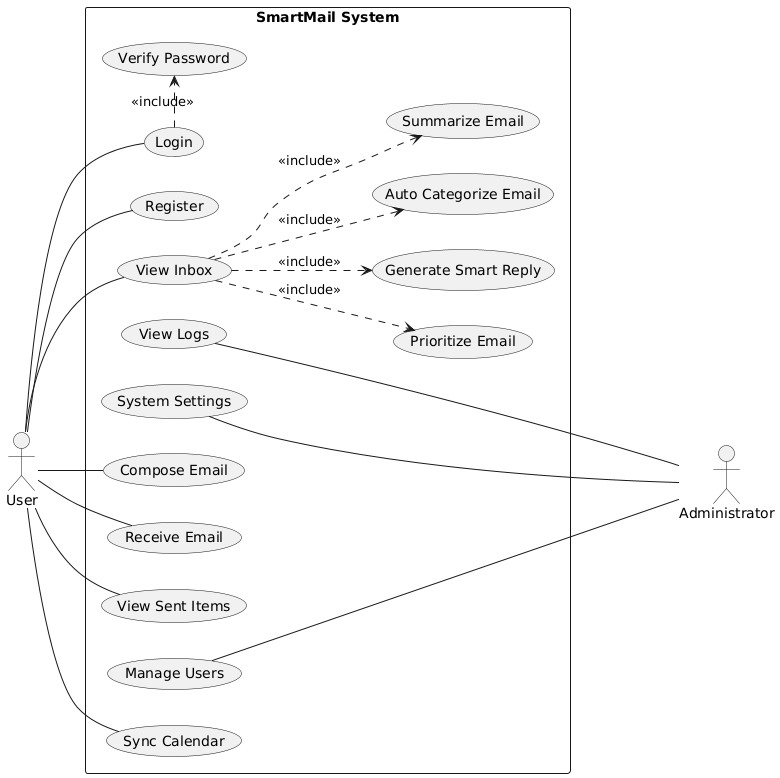 SmartMail System
Verify Password
«include»
Login
Summarize Email
«include»
Auto Categorize Email
Register
«include»
View Inbox
«include»
Generate Smart Reply
«include»
View Logs
Prioritize Email
System Settings
User
Compose Email
Administrator
Receive Email
View Sent Items
Manage Users
Sync Calendar